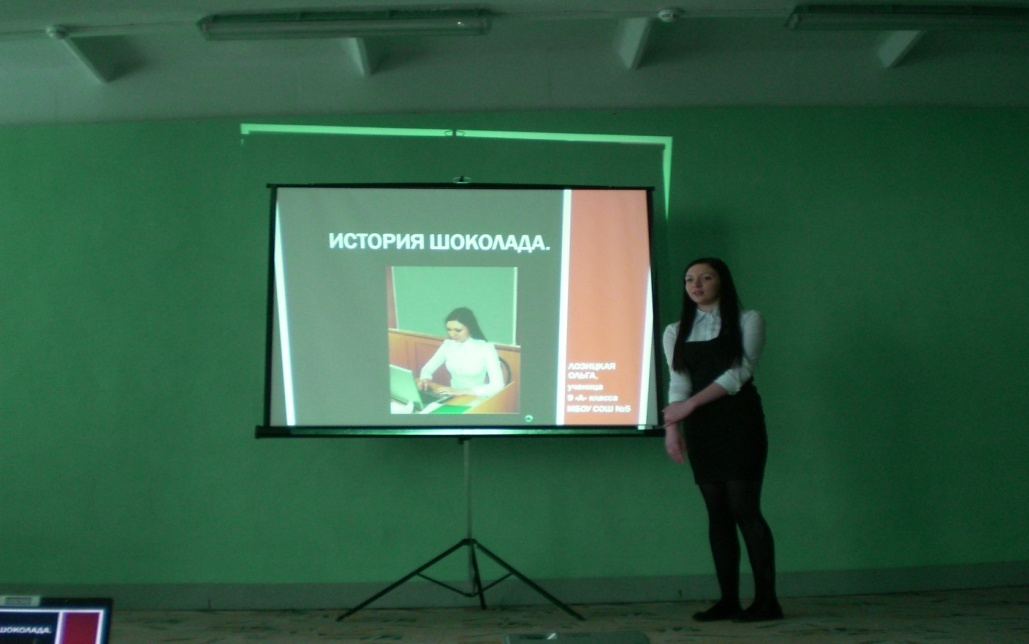 ИСТОРИЯ ШОКОЛАДА.
ЛОЗИЦКАЯ
ОЛЬГА,
ученица
9 «А» класса
МБОУ СОШ №5
ШОКОЛАДА.